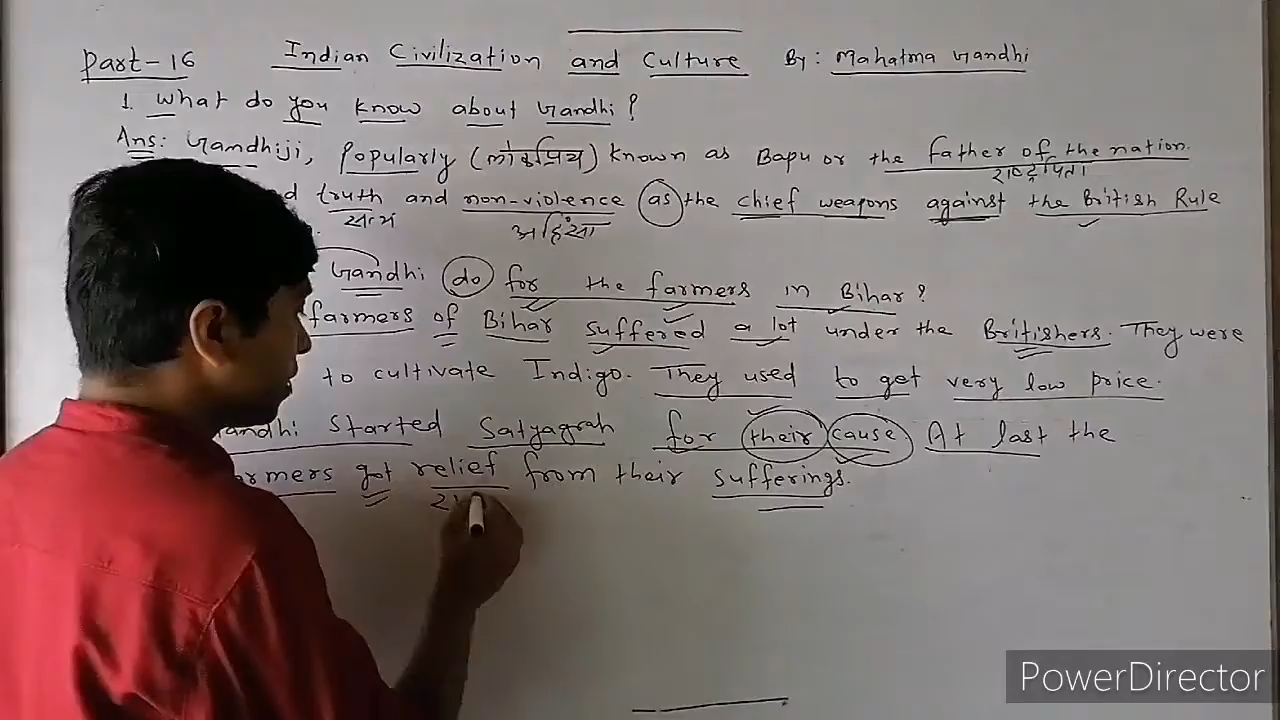 Part-16 Indian Civilization and Culture By: Mahatma Gandhi
1. What do you know about Gandhi?
Ans: Gandhiji, popularly (लोकप्रिय) known as Bapu or the father of the nation.
राष्ट्रपिता
truth and non-violence as the chief weapons against the British Rule
सत्य अहिंसा
Gandhi do for the farmers in Bihar?
farmers of Bihar suffered a lot under the Britishers. They were
to cultivate Indigo. They used to get very low price.
Gandhi started Satyagrah for their cause At last the
farmers got relief from their sufferings.
PowerDirector